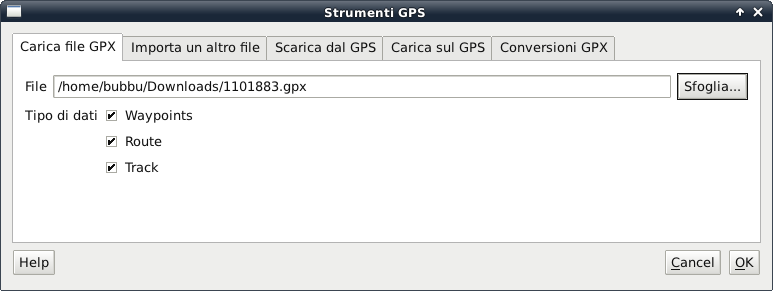 Strumenti GPS
Carica file GPX Importa un altro file Scarica dal GPS Carica sul GPS Conversioni GPX
File /home/bubbu/Downloads/1101883.gpx Sfoglia...
Tipo di dati Waypoints
Route
Track
Help Cancel OK